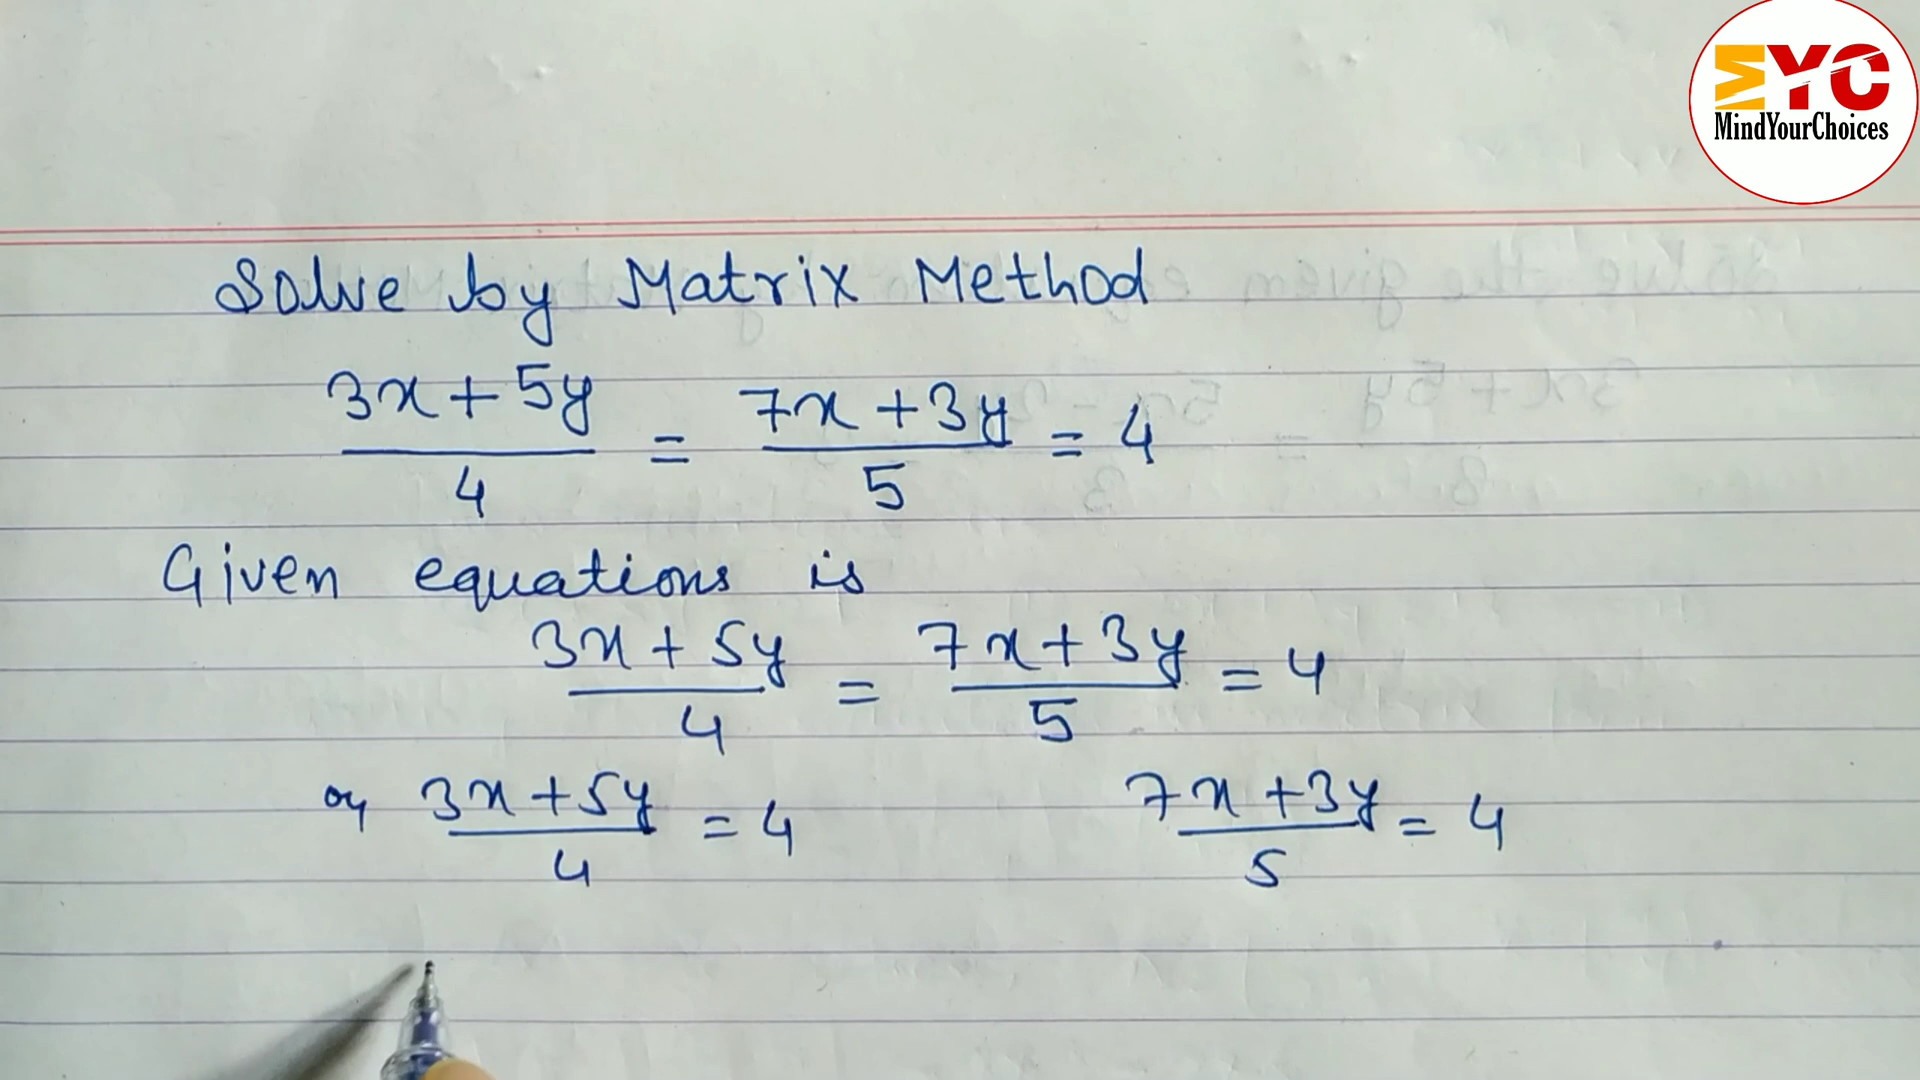 MYC
MindYourChoices
Solve by Matrix Method
3x+5y/4 = 7x+3y/5 = 4
Given equations is
3x+5y/4 = 7x+3y/5 = 4
or 3x+5y/4 = 4 7x+3y/5 = 4